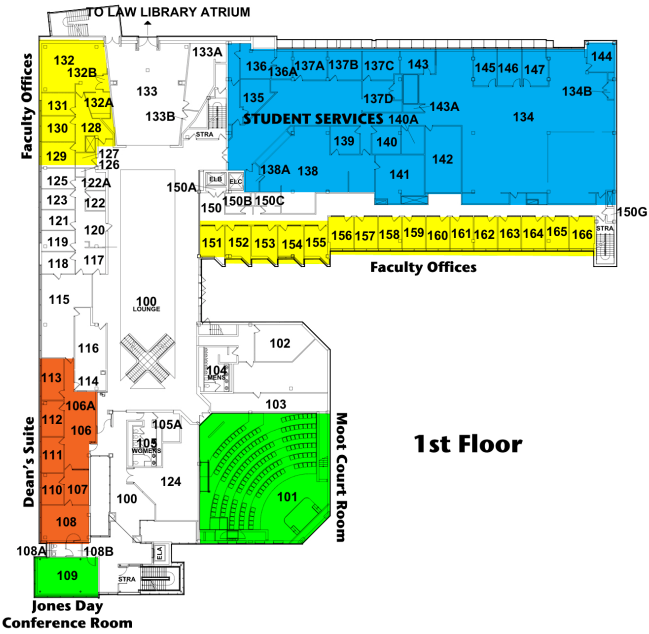 TO LAW LIBRARY ATRIUM
Faculty Offices
132
132B
131
132A
130
128
129
127
126
133
133A
133B
STRA
136
136A
137A
137B
137C
143
145
146
147
144
135
137D
143A
134B
STUDENT SERVICES
140A
134
139
140
142
138A
138
141
125
122A
123
122
121
120
119
118
117
ELB
ELC
150A
150
150B
150C
150G
STRA
151
152
153
154
155
156
157
158
159
160
161
162
163
164
165
166
Faculty Offices
115
100
LOUNGE
116
114
102
104
MENS
103
113
106A
112
106
111
110
107
108
Dean's Suite
105A
105
WOMENS
124
100
101
Moot Court Room
1st Floor
108A
108B
ELA
STRA
109
Jones Day
Conference Room